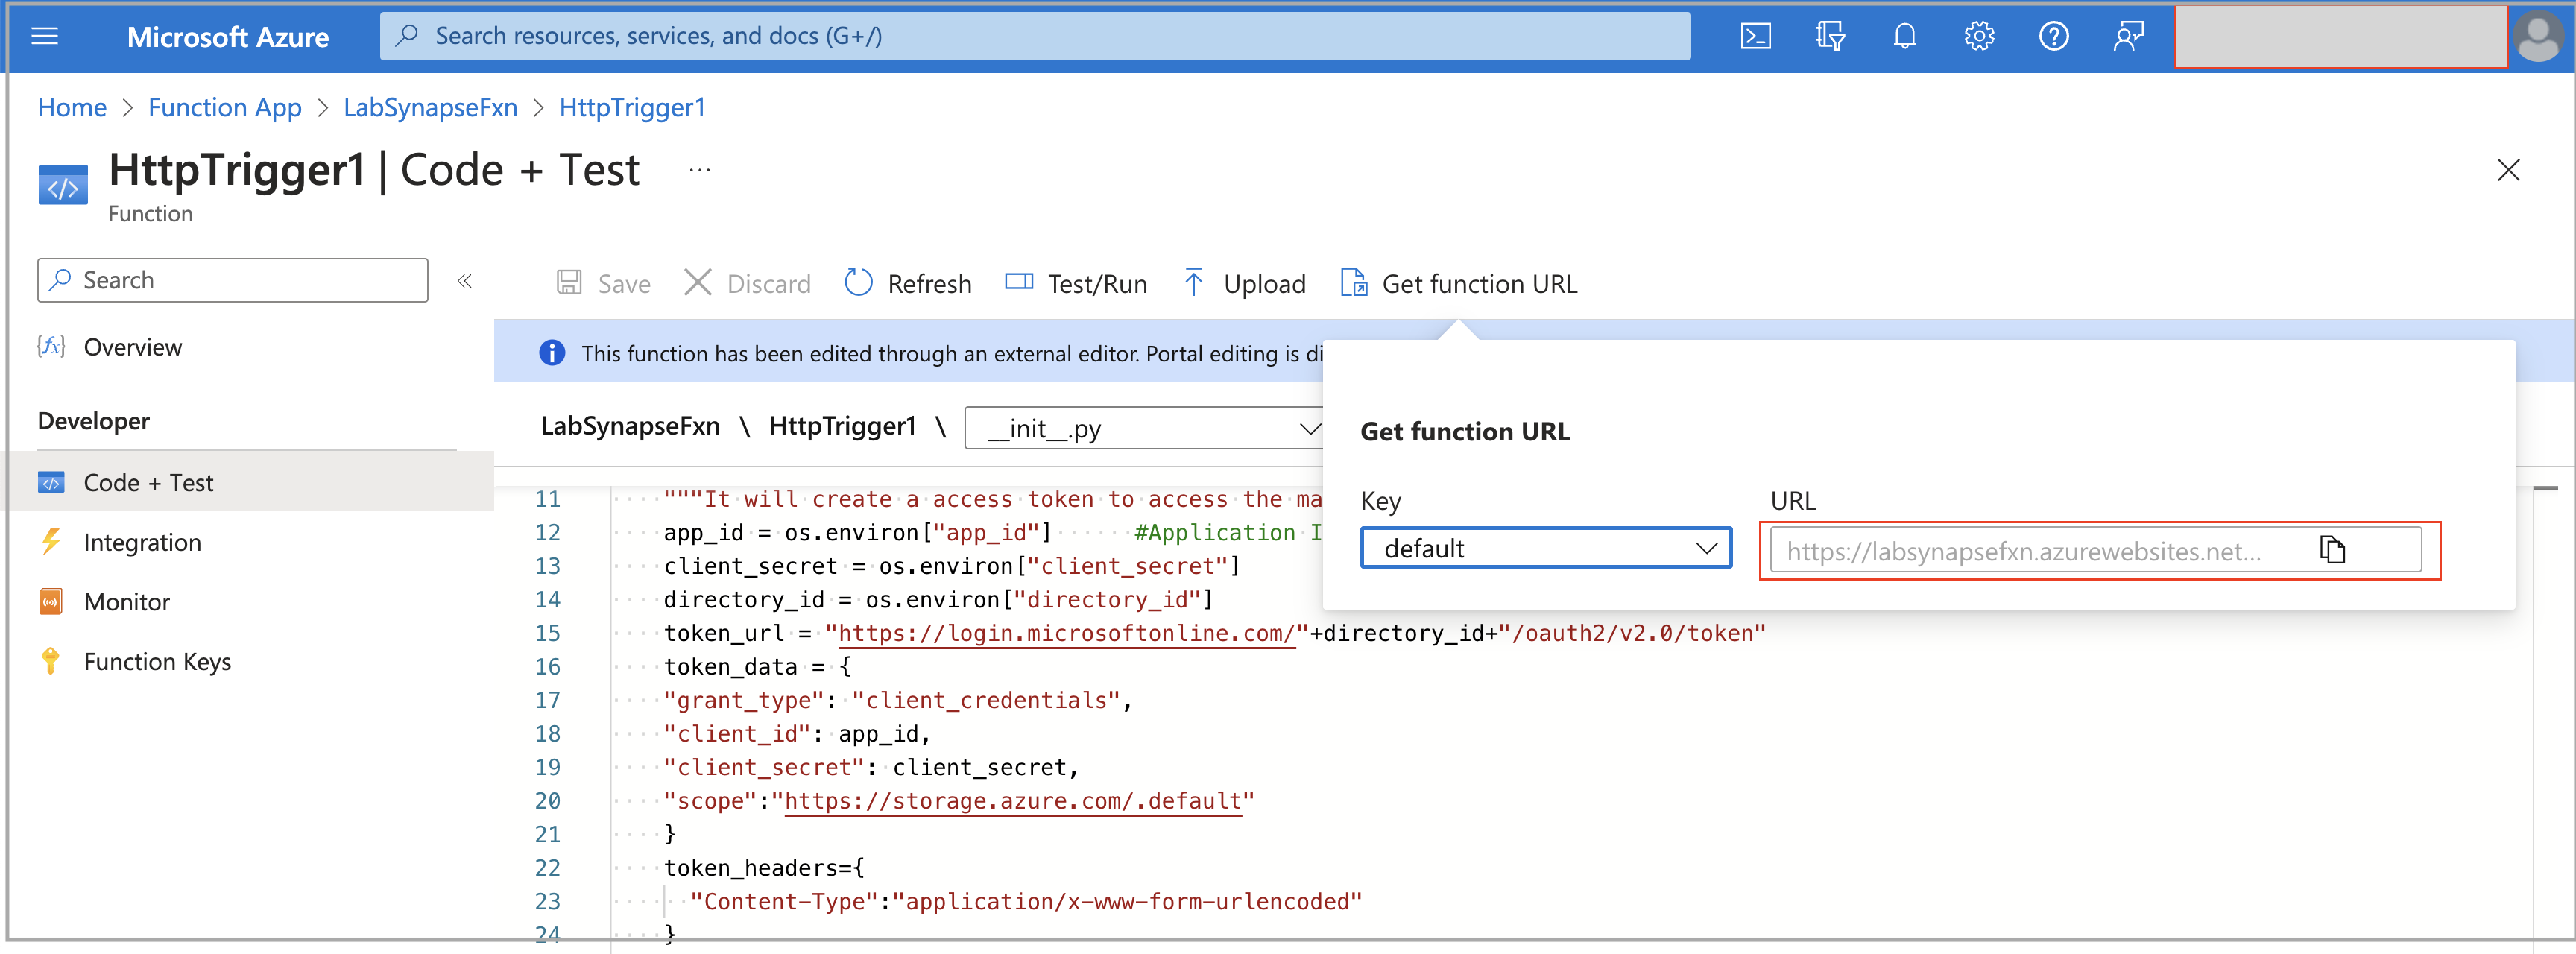 Microsoft Azure
Search resources, services, and docs (G+/)
Home > Function App > LabSynapseFxn > HttpTrigger1
HttpTrigger1 | Code + Test ...
Function
Search
«
Save
Discard
Refresh
Test/Run
Upload
Get function URL
Overview
Developer
Code + Test
Integration
Monitor
Function Keys
This function has been edited through an external editor. Portal editing is di
LabSynapseFxn \ HttpTrigger1 \ __init__.py
Get function URL
Key
default
URL
https://labsynapsefxn.azurewebsites.net...
11 """It will create a access token to access the ma
12 app_id = os.environ["app_id"] #Application I
13 client_secret = os.environ["client_secret"]
14 directory_id = os.environ["directory_id"]
15 token_url = "https://login.microsoftonline.com/"+directory_id+"/oauth2/v2.0/token"
16 token_data = {
17 "grant_type": "client_credentials",
18 "client_id": app_id,
19 "client_secret": client_secret,
20 "scope":"https://storage.azure.com/.default"
21 }
22 token_headers={
23 "Content-Type":"application/x-www-form-urlencoded"
24 }